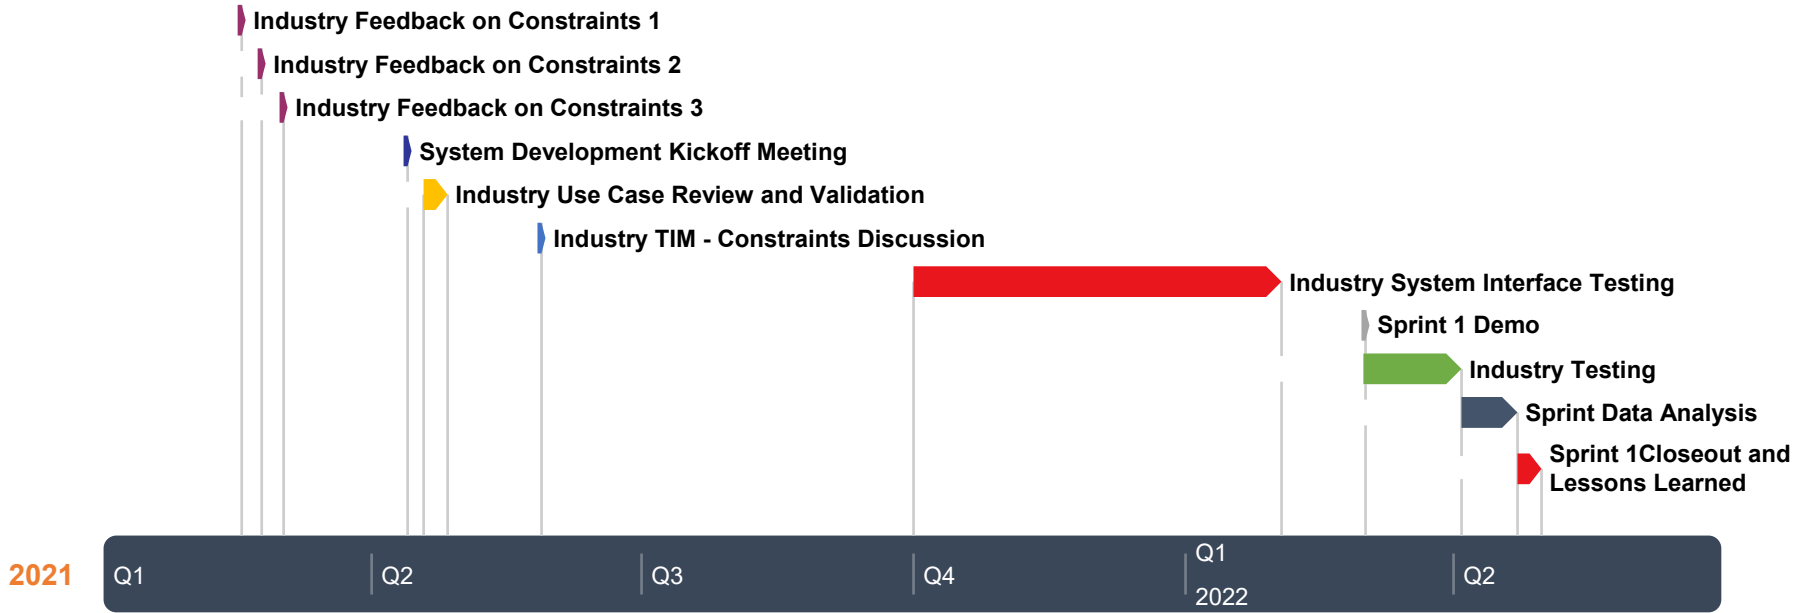 Industry Feedback on Constraints 1
Industry Feedback on Constraints 2
Industry Feedback on Constraints 3
System Development Kickoff Meeting
Industry Use Case Review and Validation
Industry TIM - Constraints Discussion
Industry System Interface Testing
Sprint 1 Demo
Industry Testing
Sprint Data Analysis
Sprint 1Closeout and
Lessons Learned
2021
Q1
Q2
Q3
Q4
Q1
2022
Q2